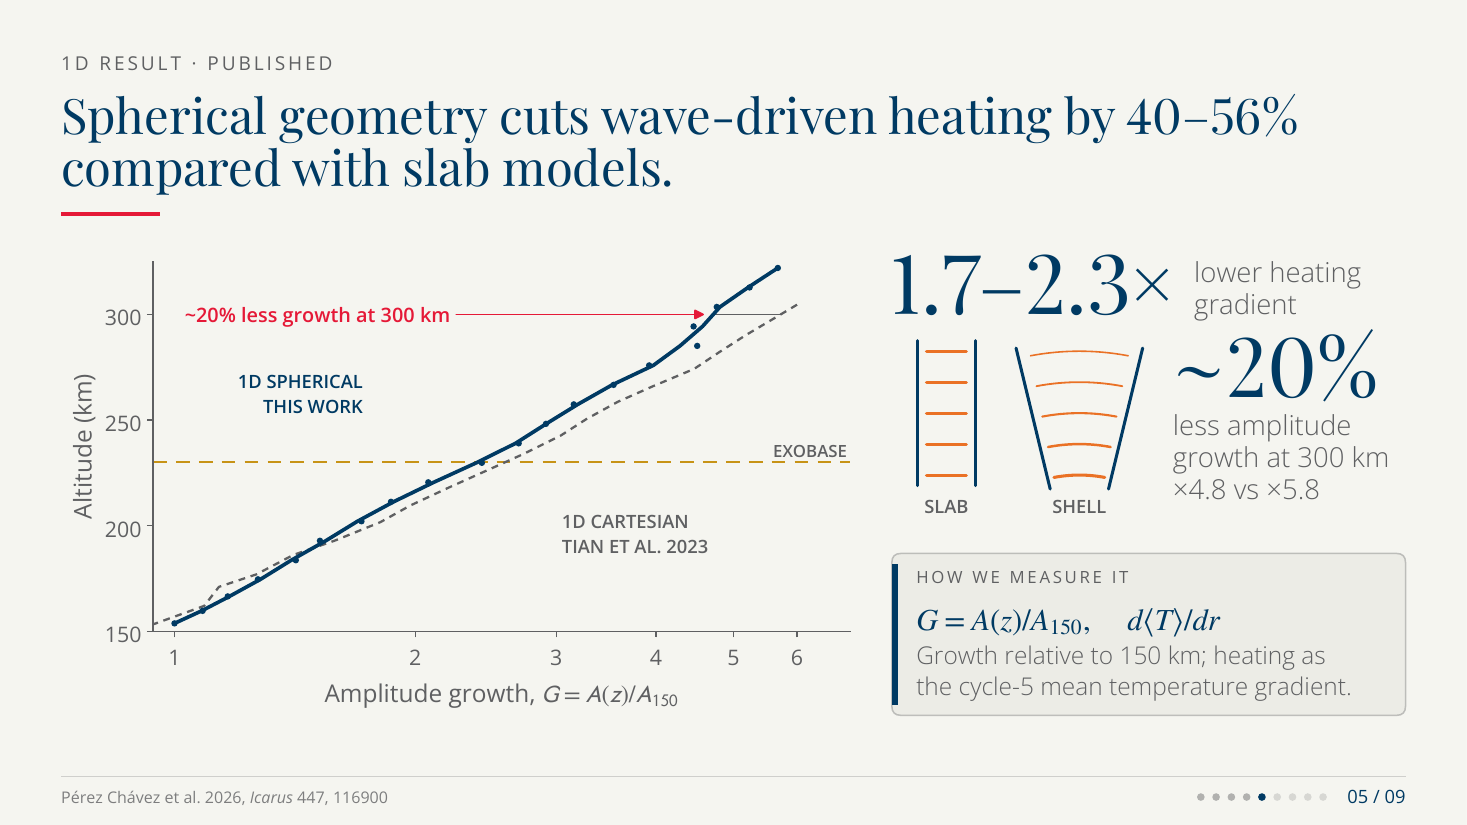 1D RESULT · PUBLISHED
Spherical geometry cuts wave-driven heating by 40–56%
compared with slab models.
300
250
200
150
Altitude (km)
~20% less growth at 300 km
1D SPHERICAL
THIS WORK
EXOBASE
1D CARTESIAN
TIAN ET AL. 2023
1 2 3 4 5 6
Amplitude growth, G = A(z)/A₁₅₀
1.7–2.3×
lower heating
gradient
SLAB
SHELL
~20%
less amplitude
growth at 300 km
×4.8 vs ×5.8
HOW WE MEASURE IT
G = A(z)/A₁₅₀, d⟨T⟩/dr
Growth relative to 150 km; heating as
the cycle-5 mean temperature gradient.
Pérez Chávez et al. 2026, Icarus 447, 116900
05 / 09